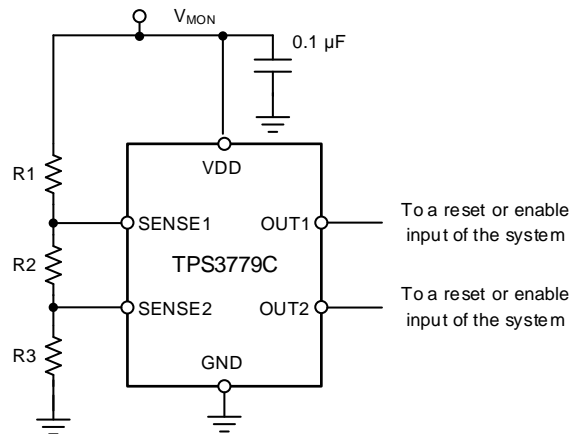 VMON
0.1 µF
VDD
R1
SENSE1
OUT1
To a reset or enable
input of the system
R2
TPS3779C
SENSE2
OUT2
To a reset or enable
input of the system
R3
GND